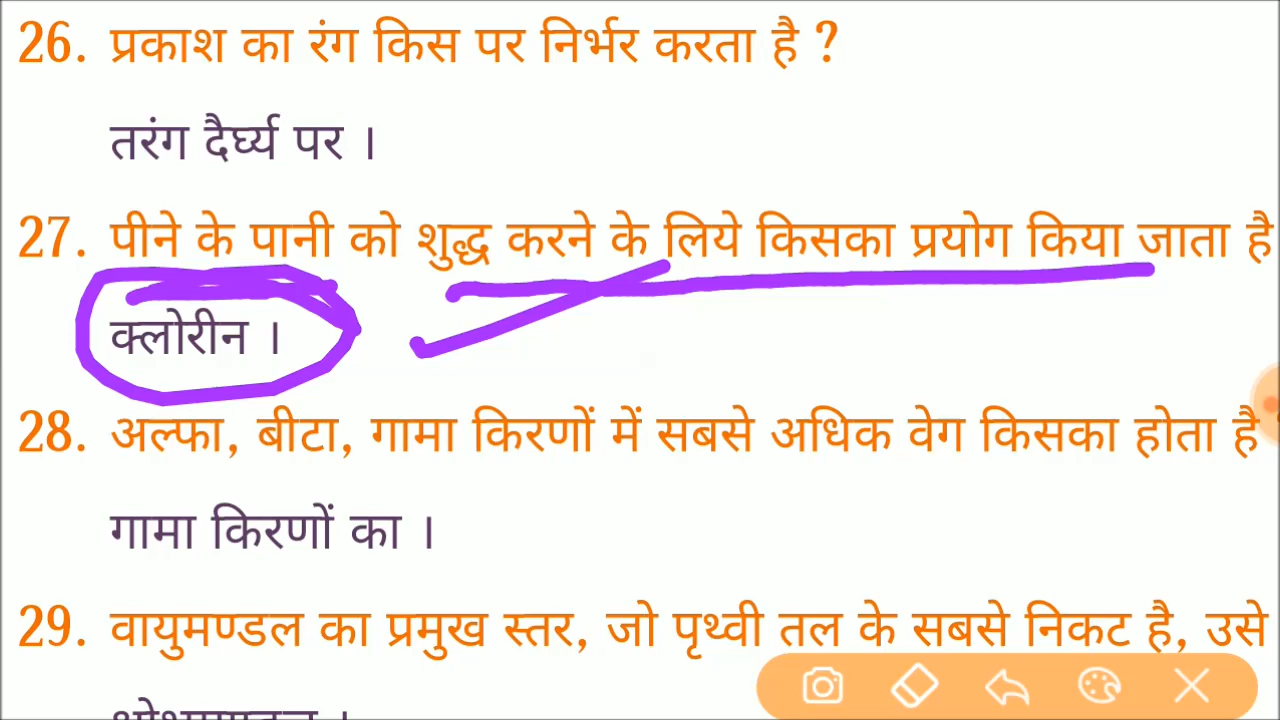 26. प्रकाश का रंग किस पर निर्भर करता है ?
तरंग दैर्घ्य पर ।
27. पीने के पानी को शुद्ध करने के लिये किसका प्रयोग किया जाता है
क्लोरीन ।
28. अल्फा, बीटा, गामा किरणों में सबसे अधिक वेग किसका होता है
गामा किरणों का ।
29. वायुमण्डल का प्रमुख स्तर, जो पृथ्वी तल के सबसे निकट है, उसे